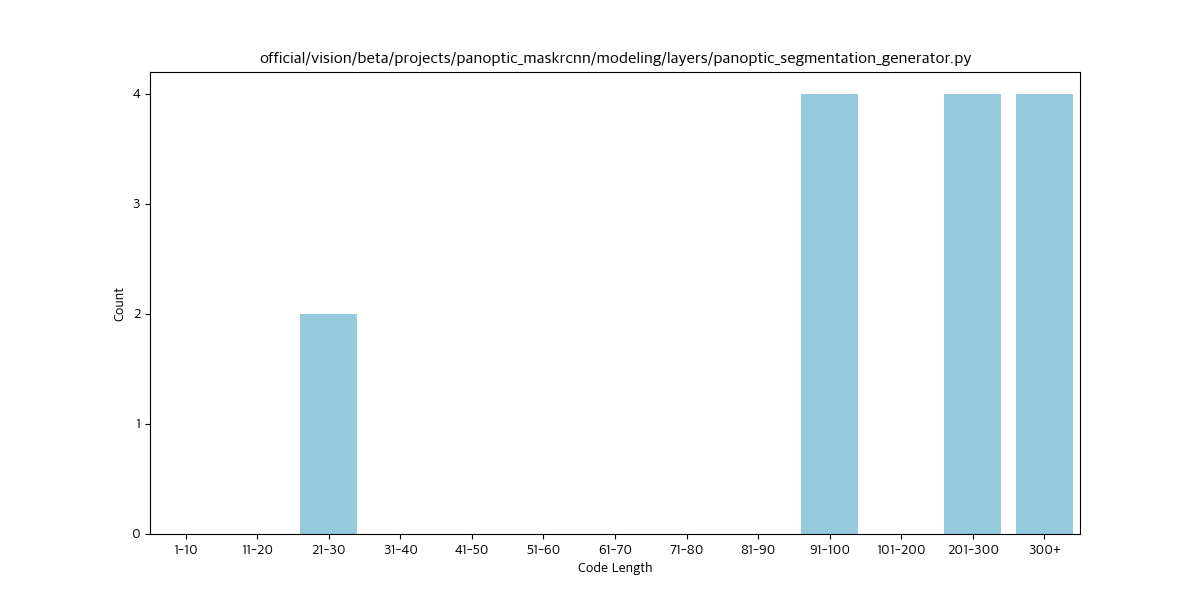 official/vision/beta/projects/panoptic_maskrcnn/modeling/layers/panoptic_segmentation_generator.py
4
3
2
1
0
Count
1-10 11-20 21-30 31-40 41-50 51-60 61-70 71-80 81-90 91-100 101-200 201-300 300+
Code Length